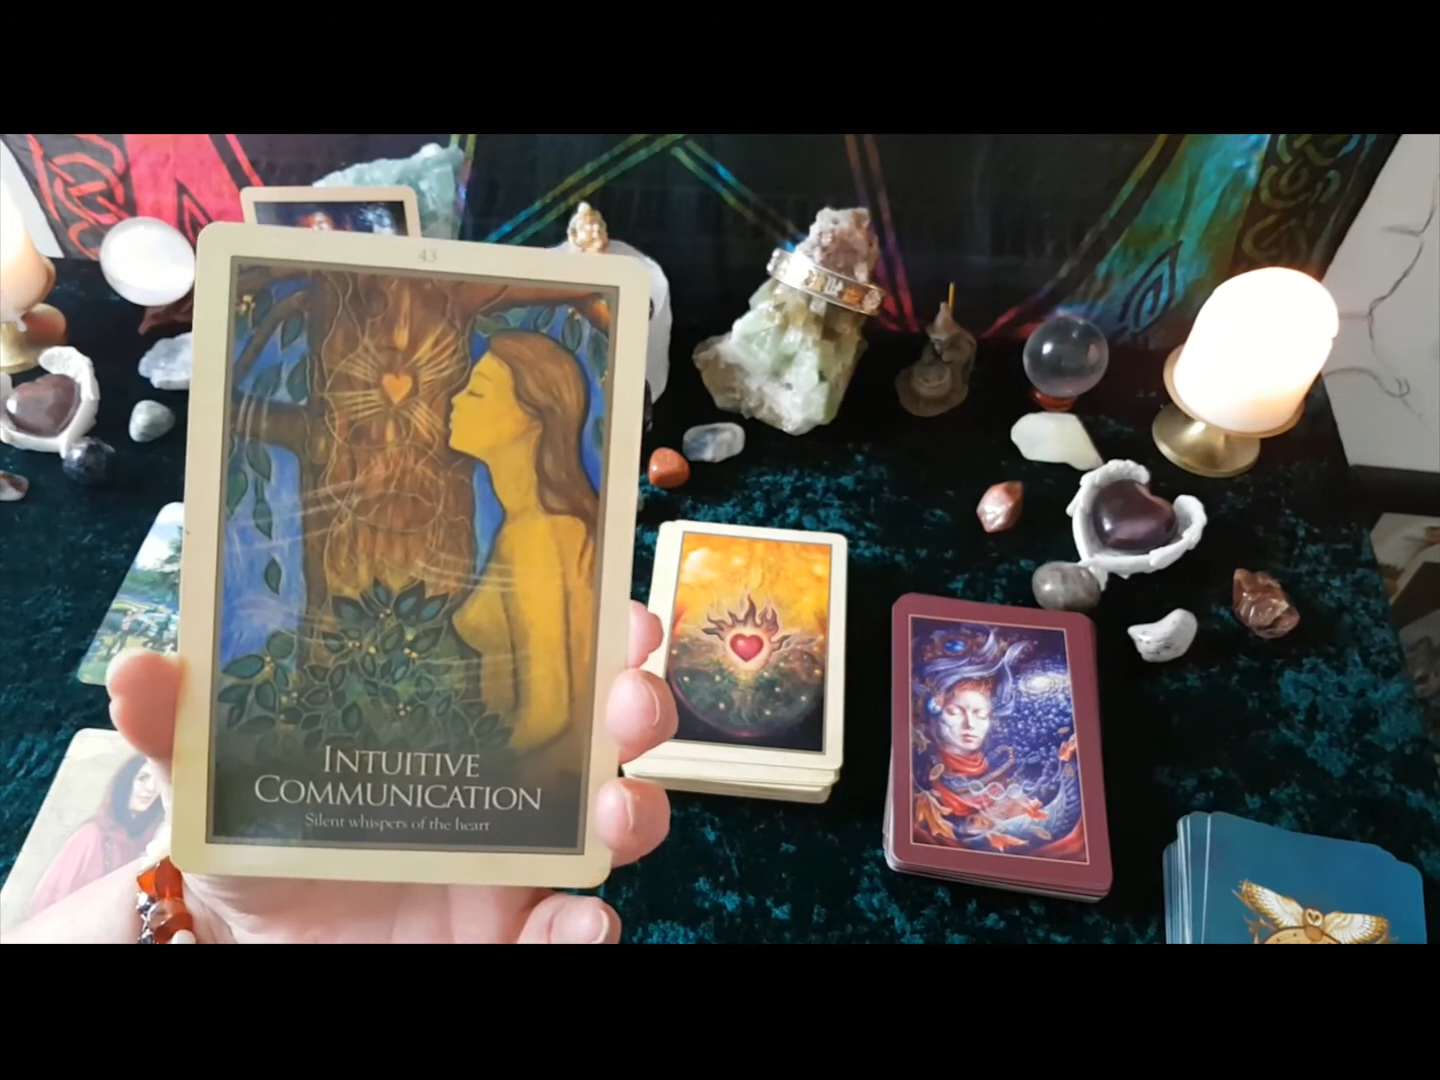 43
INTUITIVE
COMMUNICATION
Silent whispers of the heart